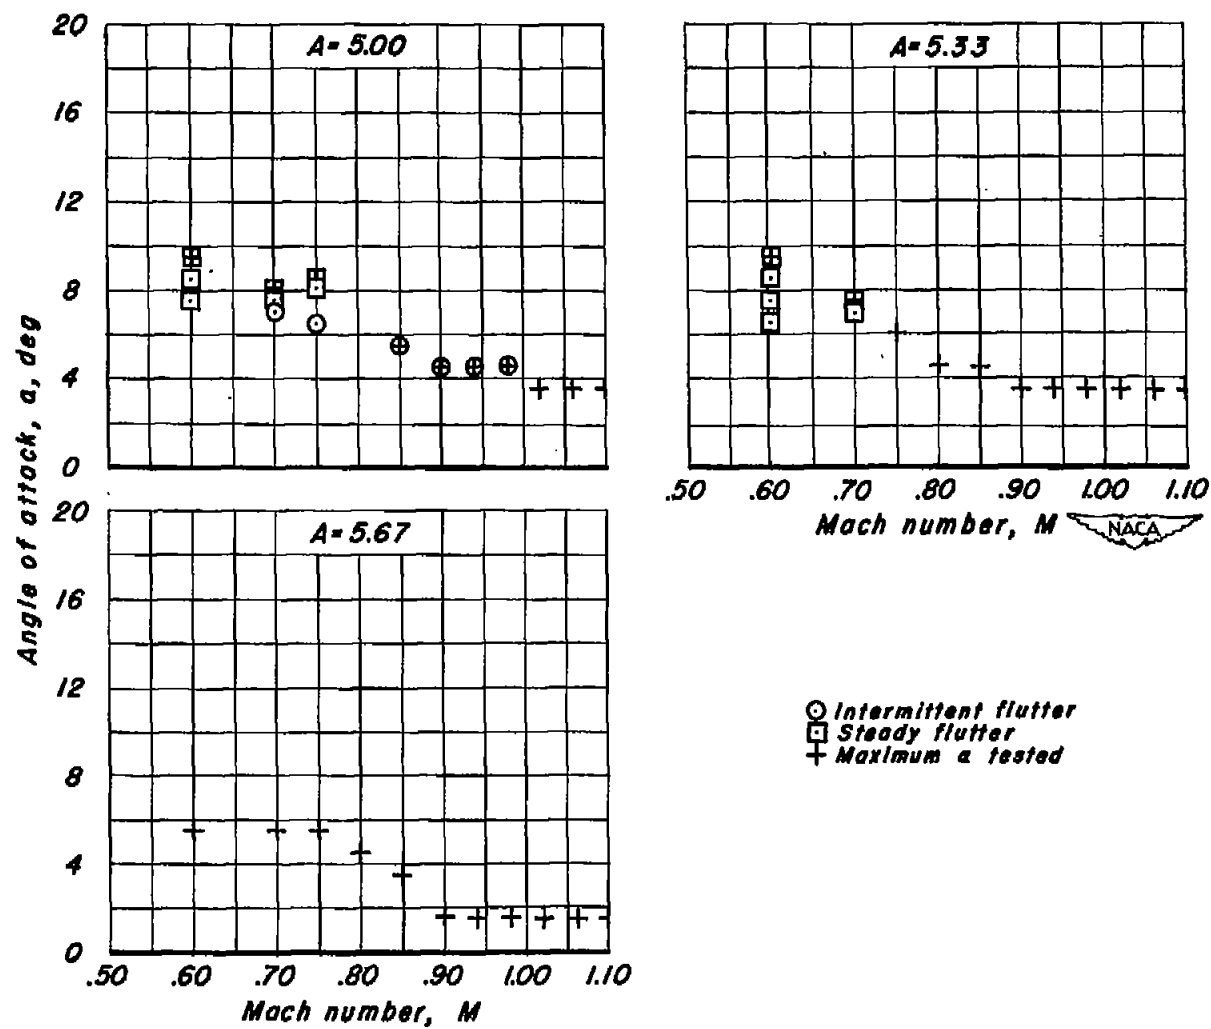 A=5.00
20
16
12
8
4
0
A=5.33
.50 .60 .70 .80 .90 1.00 1.10
Mach number, M
NACA
Angle of attack, a, deg
A=5.67
20
16
12
8
4
0
.50 .60 .70 .80 .90 1.00 1.10
Mach number, M
Intermittent flutter
Steady flutter
Maximum α tested